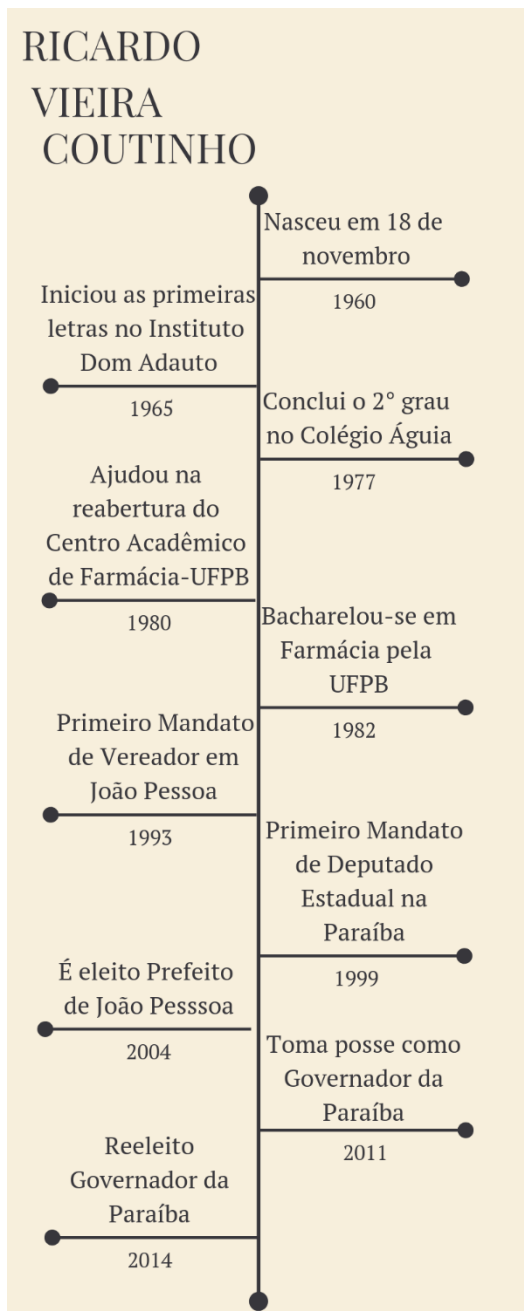 RICARDO
VIEIRA
COUTINHO
Nasceu em 18 de
novembro
1960
Iniciou as primeiras
letras no Instituto
Dom Adauto
1965
Conclui o 2° grau
no Colégio Águia
1977
Ajudou na
reabertura do
Centro Acadêmico
de Farmácia-UFPB
1980
Bacharelou-se em
Farmácia pela
UFPB
1982
Primeiro Mandato
de Vereador em
João Pessoa
1993
Primeiro Mandato
de Deputado
Estadual na
Paraíba
1999
É eleito Prefeito
de João Pesssoa
2004
Toma posse como
Governador da
Paraíba
2011
Reeleito
Governador da
Paraíba
2014